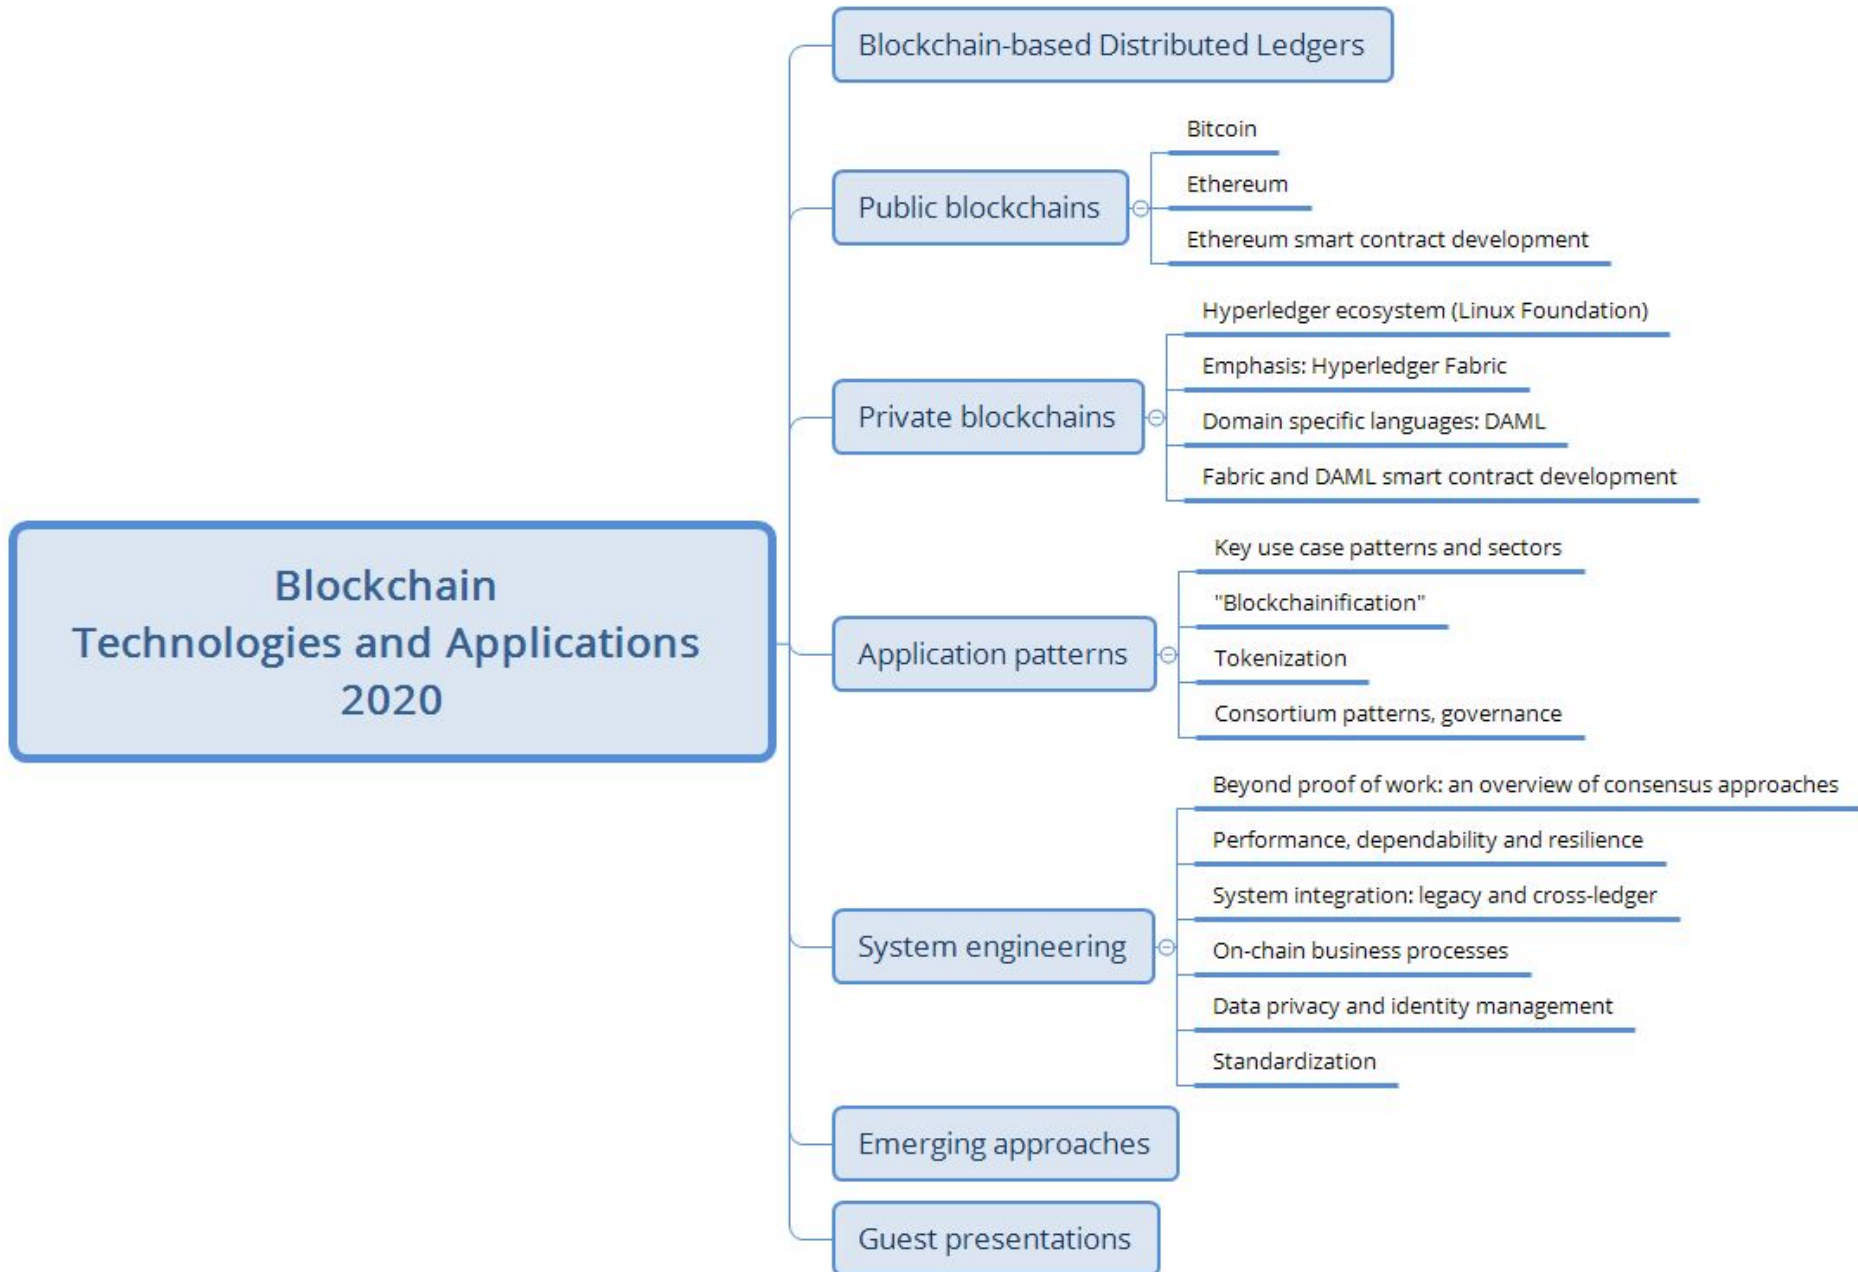 Blockchain
Technologies and Applications
2020
Blockchain-based Distributed Ledgers
Public blockchains
Bitcoin
Ethereum
Ethereum smart contract development
Private blockchains
Hyperledger ecosystem (Linux Foundation)
Emphasis: Hyperledger Fabric
Domain specific languages: DAML
Fabric and DAML smart contract development
Application patterns
Key use case patterns and sectors
"Blockchainification"
Tokenization
Consortium patterns, governance
System engineering
Beyond proof of work: an overview of consensus approaches
Performance, dependability and resilience
System integration: legacy and cross-ledger
On-chain business processes
Data privacy and identity management
Standardization
Emerging approaches
Guest presentations